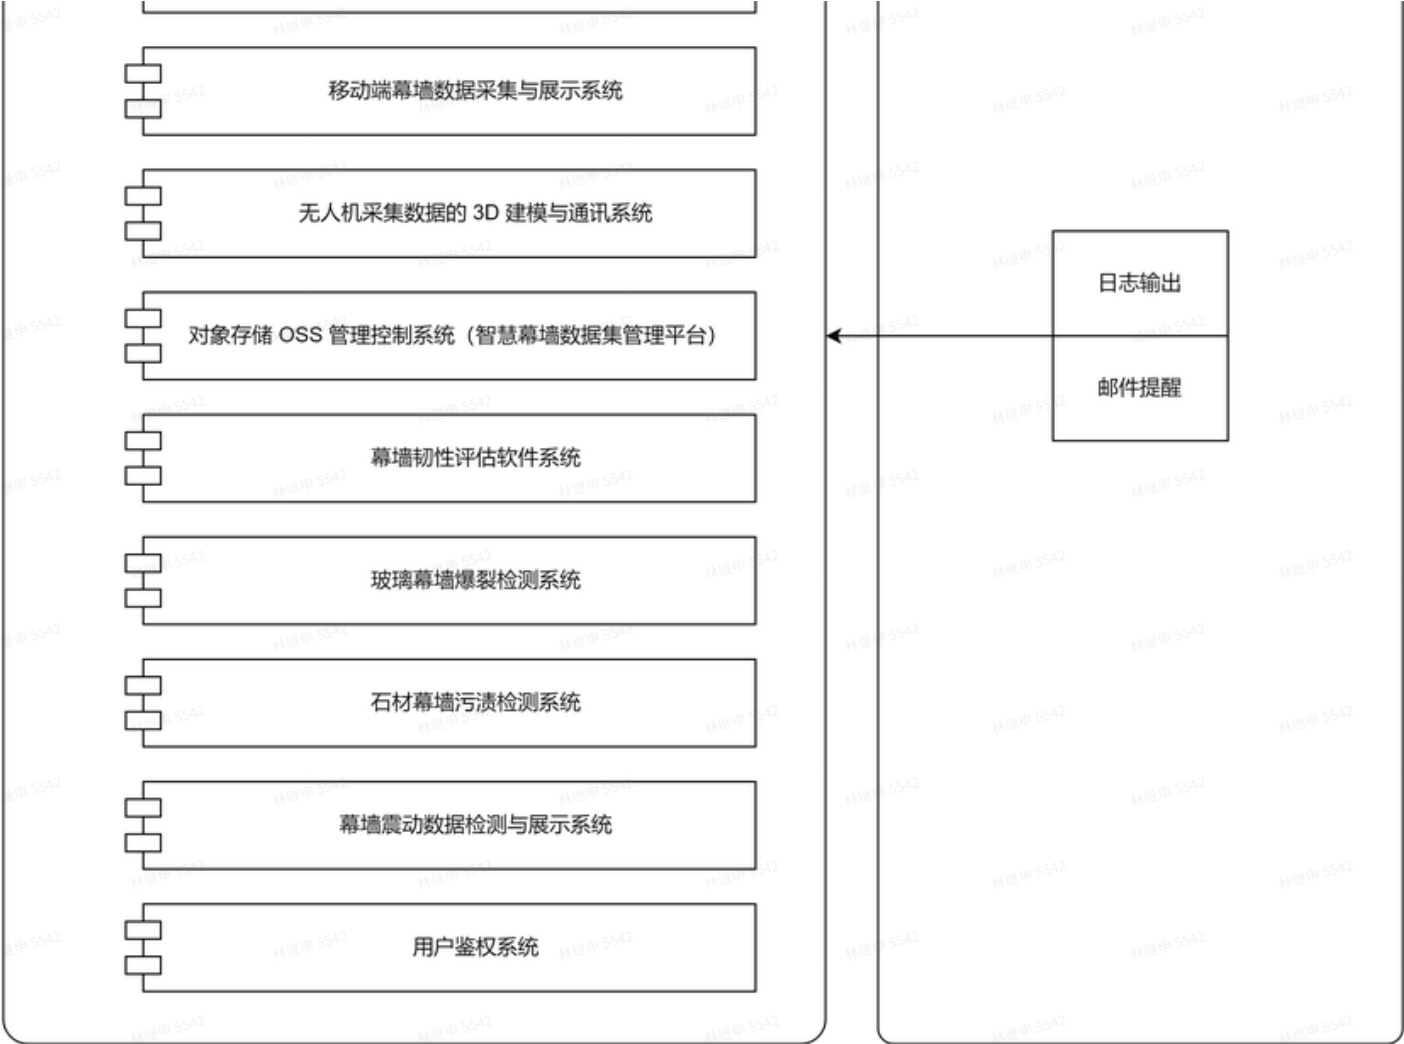 移动端幕墙数据采集与展示系统
无人机采集数据的 3D 建模与通讯系统
对象存储 OSS 管理控制系统（智慧幕墙数据集管理平台）
幕墙韧性评估软件系统
玻璃幕墙爆裂检测系统
石材幕墙污渍检测系统
幕墙震动数据检测与展示系统
用户鉴权系统
日志输出
邮件提醒
林继申 5542